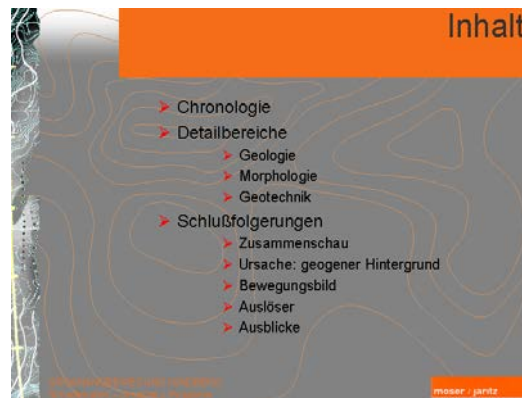 Inhalt
Chronologie
Detailbereiche
Geologie
Morphologie
Geotechnik
Schlußfolgerungen
Zusammenschau
Ursache: geogener Hintergrund
Bewegungsbild
Auslöser
Ausblicke
moser jaritz